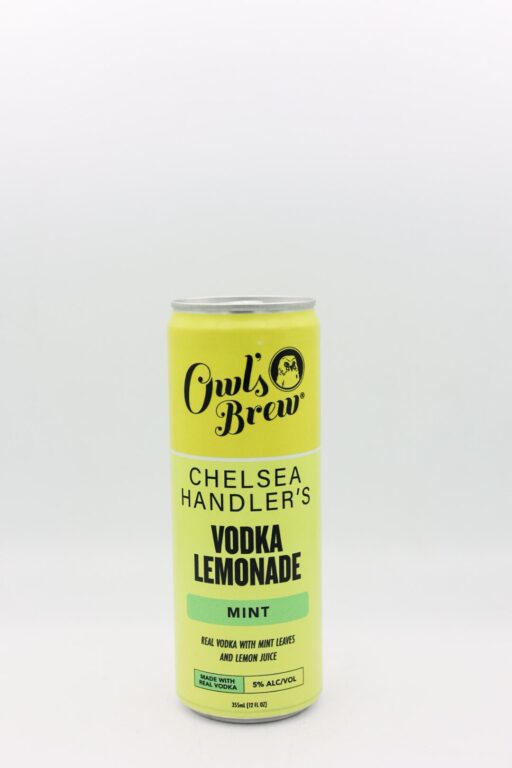 Owl's
Brew®
CHELSEA
HANDLER'S
VODKA
LEMONADE
MINT
REAL VODKA WITH MINT LEAVES
AND LEMON JUICE
MADE WITH
REAL VODKA
5% ALC/VOL
355mL (12 FL OZ)